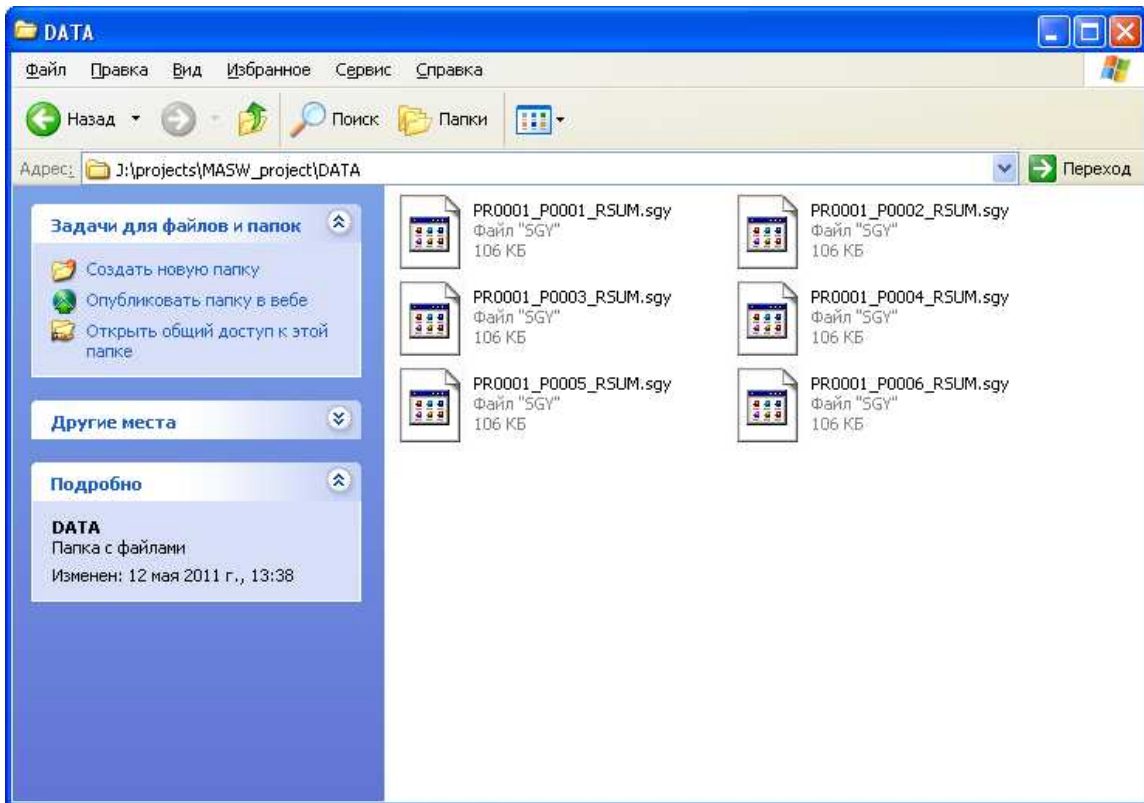 DATA
Файл Правка Вид Избранное Сервис Справка
Назад Поиск Папки
Адрес: J:\projects\MASW_project\DATA Переход
Задачи для файлов и папок
Создать новую папку
Опубликовать папку в вебе
Открыть общий доступ к этой
папке
Другие места
Подробно
DATA
Папка с файлами
Изменен: 12 мая 2011 г., 13:38
PR0001_P0001_RSUM.sgy
Файл "SGY"
106 КБ
PR0001_P0002_RSUM.sgy
Файл "SGY"
106 КБ
PR0001_P0003_RSUM.sgy
Файл "SGY"
106 КБ
PR0001_P0004_RSUM.sgy
Файл "SGY"
106 КБ
PR0001_P0005_RSUM.sgy
Файл "SGY"
106 КБ
PR0001_P0006_RSUM.sgy
Файл "SGY"
106 КБ